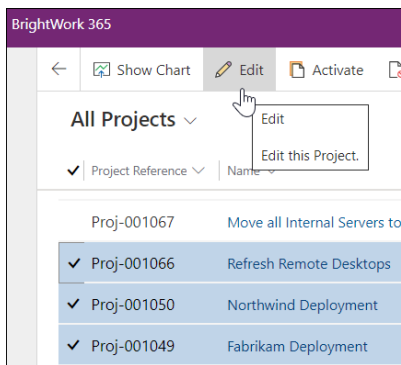 BrightWork 365
Show Chart Edit Activate
All Projects
Edit
Edit this Project.
Project Reference Name
Proj-001067 Move all Internal Servers to
Proj-001066 Refresh Remote Desktops
Proj-001050 Northwind Deployment
Proj-001049 Fabrikam Deployment